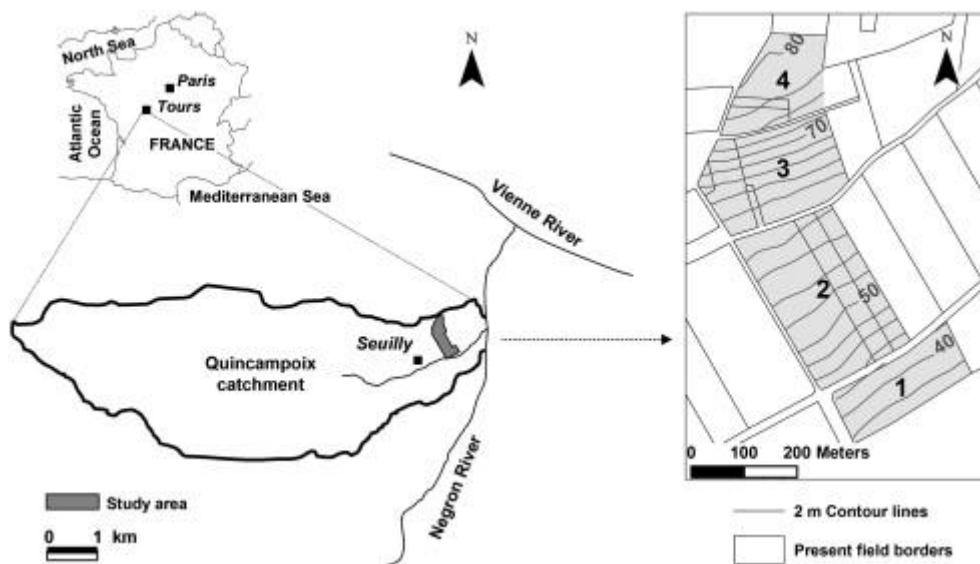 North Sea
Paris
Tours
Atlantic
Ocean
FRANCE
Mediterranean Sea
N
Vienne River
Seuilly
Quincampoix
catchment
Negron River
Study area
0 1 km
N
80
4
70
3
2
50
40
1
0 100 200 Meters
2 m Contour lines
Present field borders